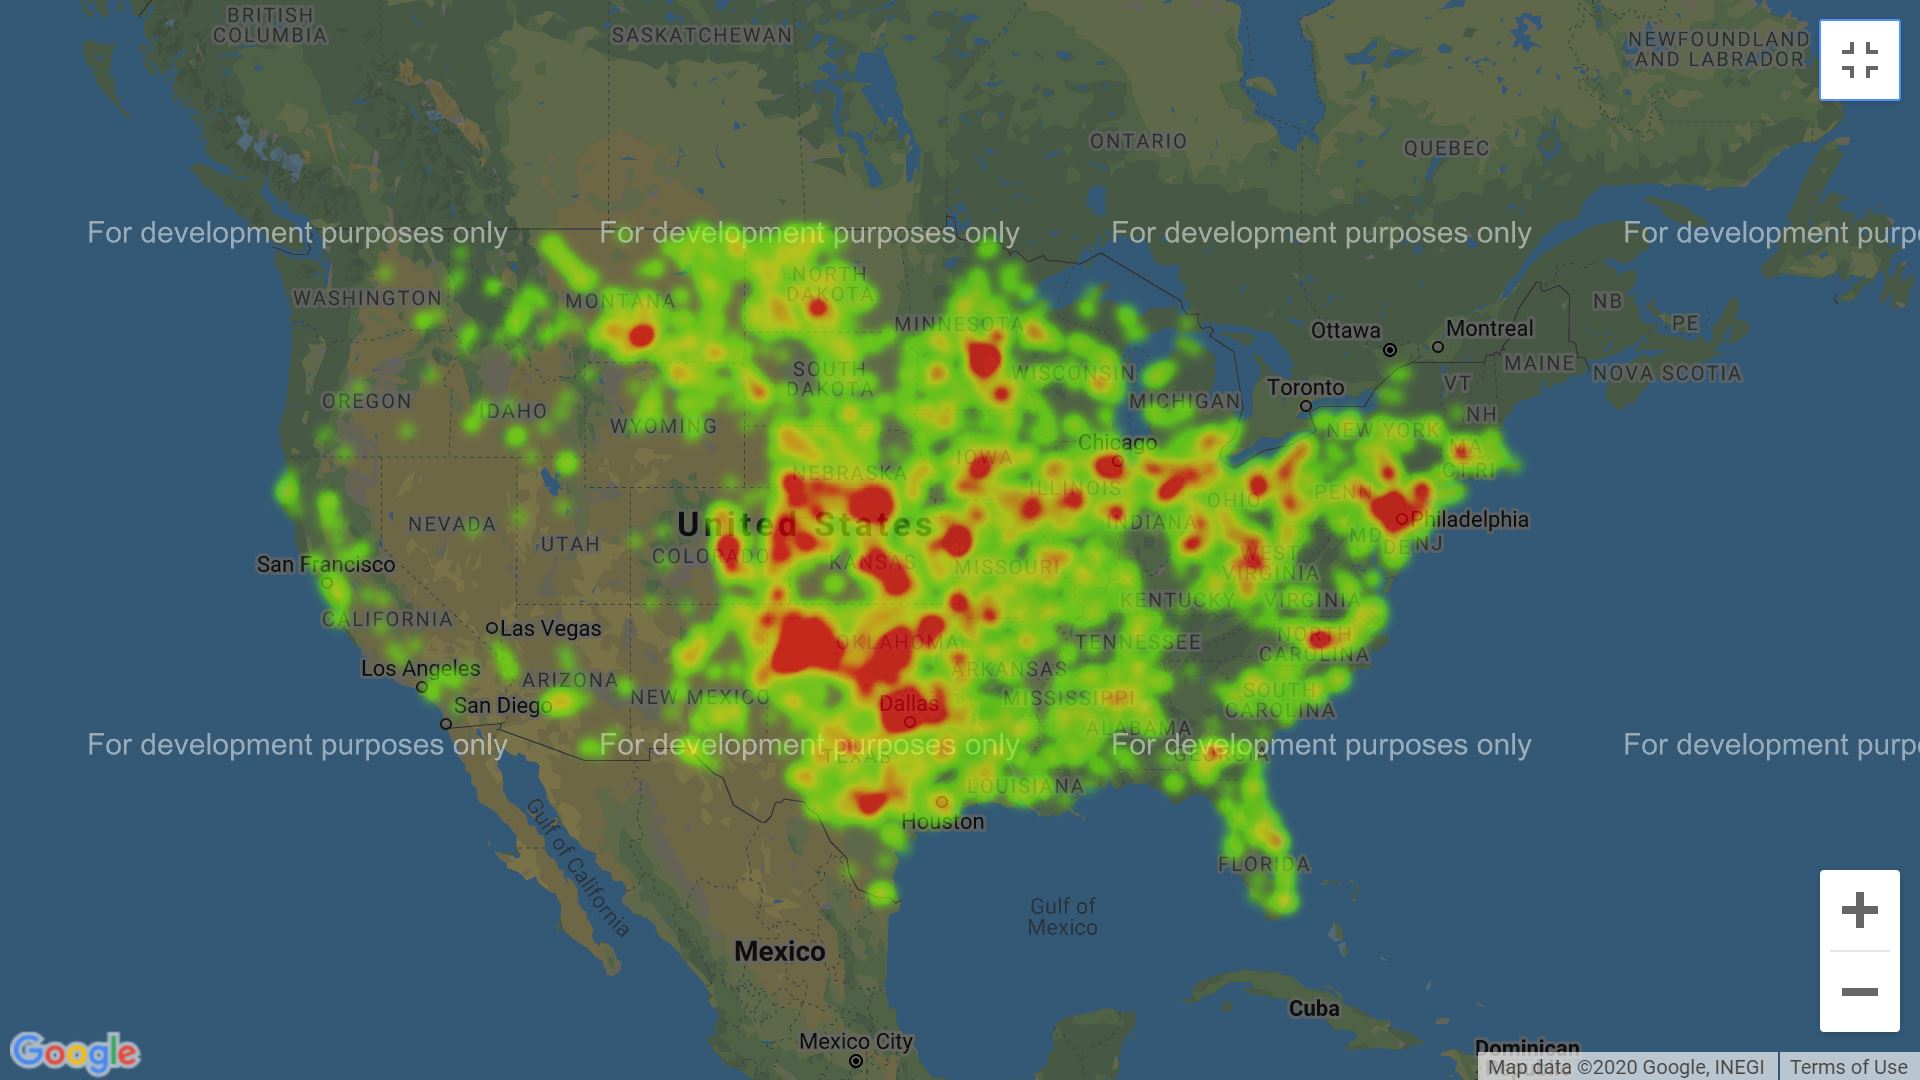 BRITISH
COLUMBIA
SASKATCHEWAN
NEWFOUNDLAND
AND LABRADOR
ONTARIO
QUEBEC
For development purposes only
For development purposes only
For development purposes only
For development purp
NORTH
DAKOTA
WASHINGTON
MONTANA
NB
MINNESOTA
PE
Ottawa
Montreal
MAINE
NOVA SCOTIA
SOUTH
DAKOTA
WISCONSIN
Toronto
VT
OREGON
IDAHO
MICHIGAN
NH
WYOMING
NEW YORK
Chicago
MA
IOWA
CT RI
NEBRASKA
ILLINOIS
OHIO
PENN
NEVADA
United States
INDIANA
Philadelphia
UTAH
COLORADO
MD
DE
NJ
San Francisco
KANSAS
MISSOURI
WEST
VIRGINIA
KENTUCKY
VIRGINIA
CALIFORNIA
Las Vegas
OKLAHOMA
TENNESSEE
NORTH
CAROLINA
Los Angeles
ARIZONA
ARKANSAS
NEW MEXICO
MISSISSIPPI
SOUTH
CAROLINA
San Diego
Dallas
ALABAMA
For development purposes only
For development purposes only
For development purposes only
For development purp
TEXAS
GEORGIA
LOUISIANA
Houston
Gulf of California
FLORIDA
Gulf of
Mexico
Mexico
Cuba
Mexico City
Dominican
Google
Map data ©2020 Google, INEGI
Terms of Use